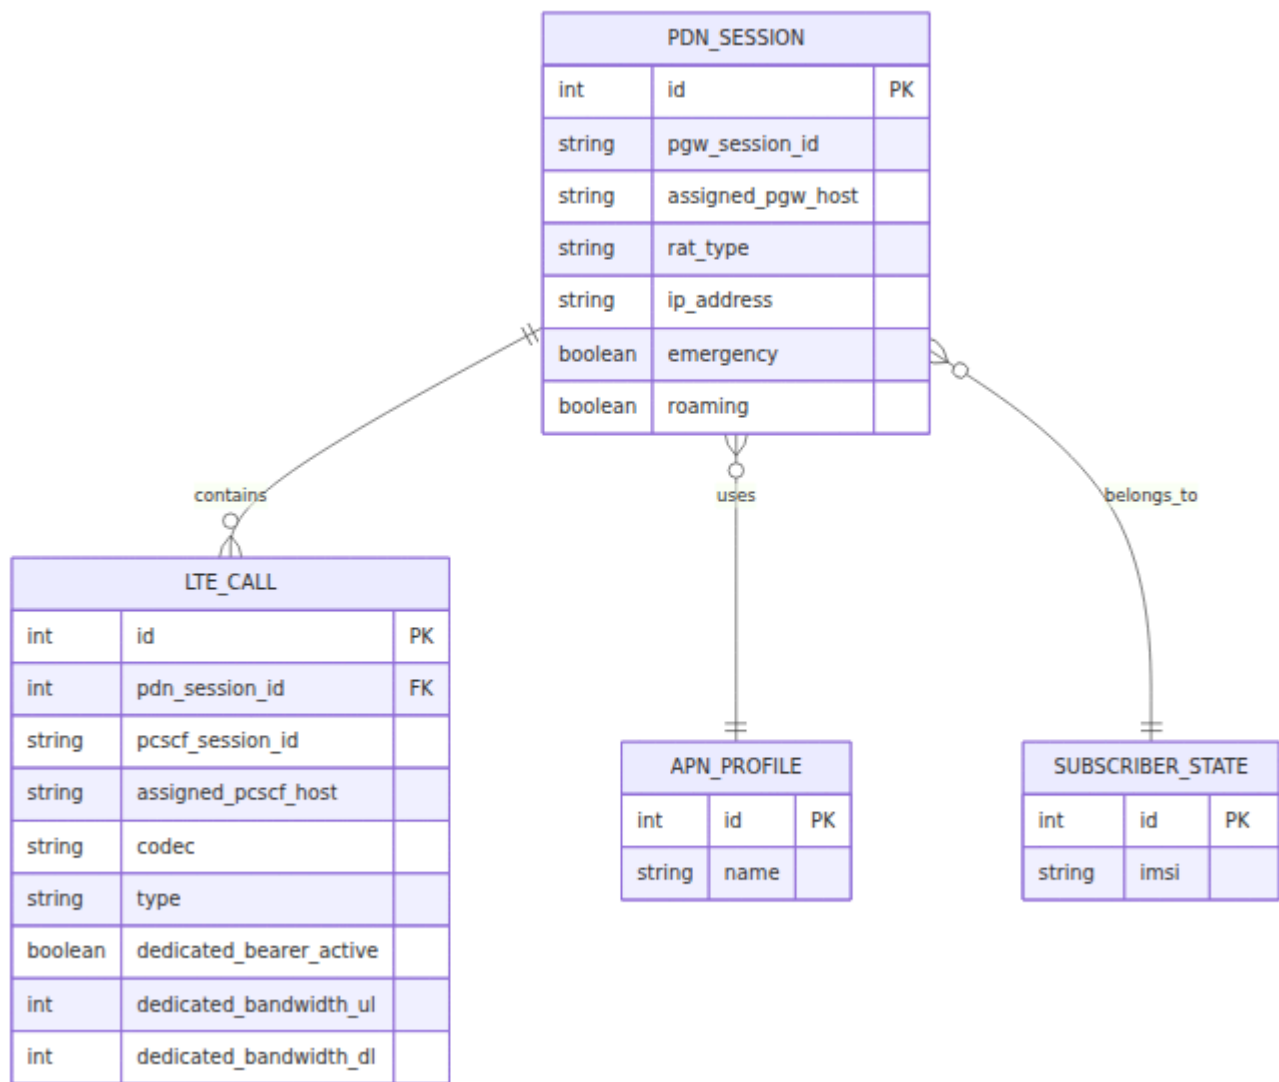 PDN_SESSION
int id PK
string pgw_session_id
string assigned_pgw_host
string rat_type
string ip_address
boolean emergency
boolean roaming
contains
uses
belongs_to
LTE_CALL
int id PK
int pdn_session_id FK
string pcscf_session_id
string assigned_pcscf_host
string codec
string type
boolean dedicated_bearer_active
int dedicated_bandwidth_ul
int dedicated_bandwidth_dl
APN_PROFILE
int id PK
string name
SUBSCRIBER_STATE
int id PK
string imsi